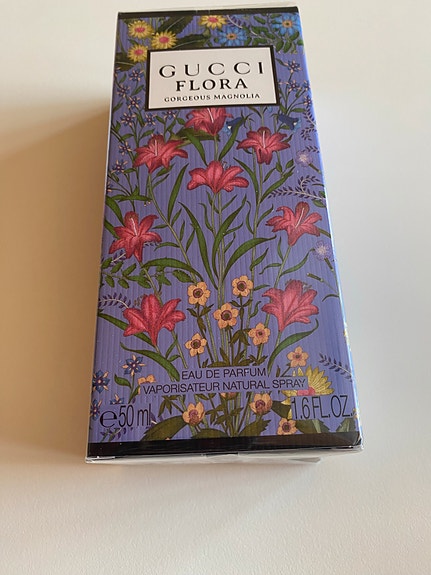 GUCCI
FLORA
GORGEOUS MAGNOLIA
EAU DE PARFUM
VAPORISATEUR NATURAL SPRAY
℮50 ml
1.6 FL.OZ.